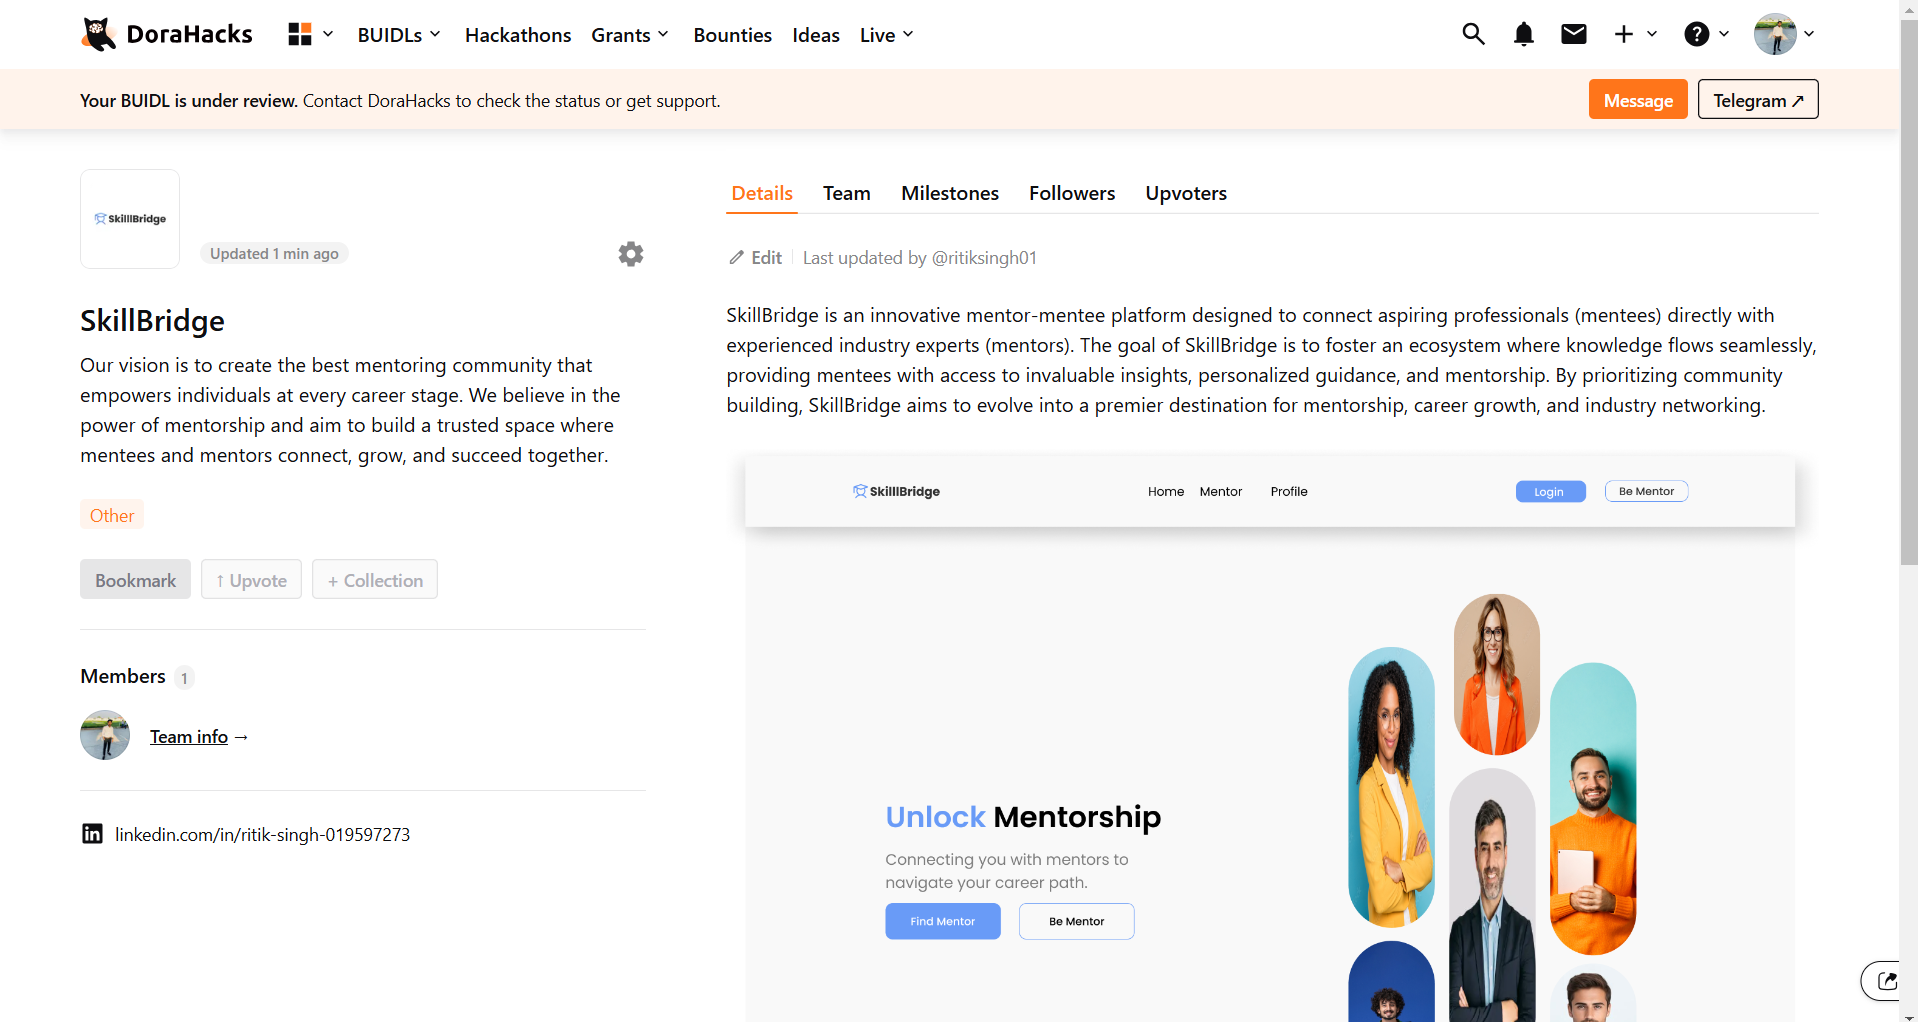 DoraHacks
BUIDLs
Hackathons
Grants
Bounties
Ideas
Live
Your BUIDL is under review. Contact DoraHacks to check the status or get support.
Message
Telegram ↗
SkilllBridge
Updated 1 min ago
SkillBridge
Our vision is to create the best mentoring community that
empowers individuals at every career stage. We believe in the
power of mentorship and aim to build a trusted space where
mentees and mentors connect, grow, and succeed together.
Other
Bookmark
↑ Upvote
+ Collection
Members 1
Team info →
linkedin.com/in/ritik-singh-019597273
Details
Team
Milestones
Followers
Upvoters
Edit
Last updated by @ritiksingh01
SkillBridge is an innovative mentor-mentee platform designed to connect aspiring professionals (mentees) directly with
experienced industry experts (mentors). The goal of SkillBridge is to foster an ecosystem where knowledge flows seamlessly,
providing mentees with access to invaluable insights, personalized guidance, and mentorship. By prioritizing community
building, SkillBridge aims to evolve into a premier destination for mentorship, career growth, and industry networking.
SkilllBridge
Home
Mentor
Profile
Login
Be Mentor
Unlock Mentorship
Connecting you with mentors to
navigate your career path.
Find Mentor
Be Mentor